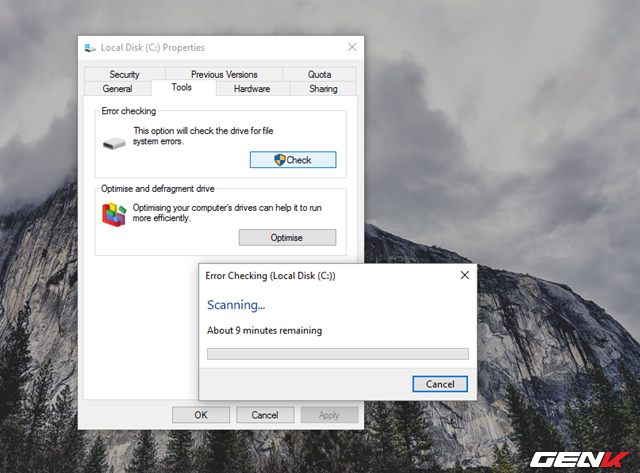 Local Disk (C:) Properties
Security Previous Versions Quota
General Tools Hardware Sharing
Error checking
This option will check the drive for file
system errors.
Check
Optimise and defragment drive
Optimising your computer's drives can help it to run
more efficiently.
Optimise
Error Checking (Local Disk (C:))
Scanning...
About 9 minutes remaining
Cancel
OK Cancel Apply
GENK